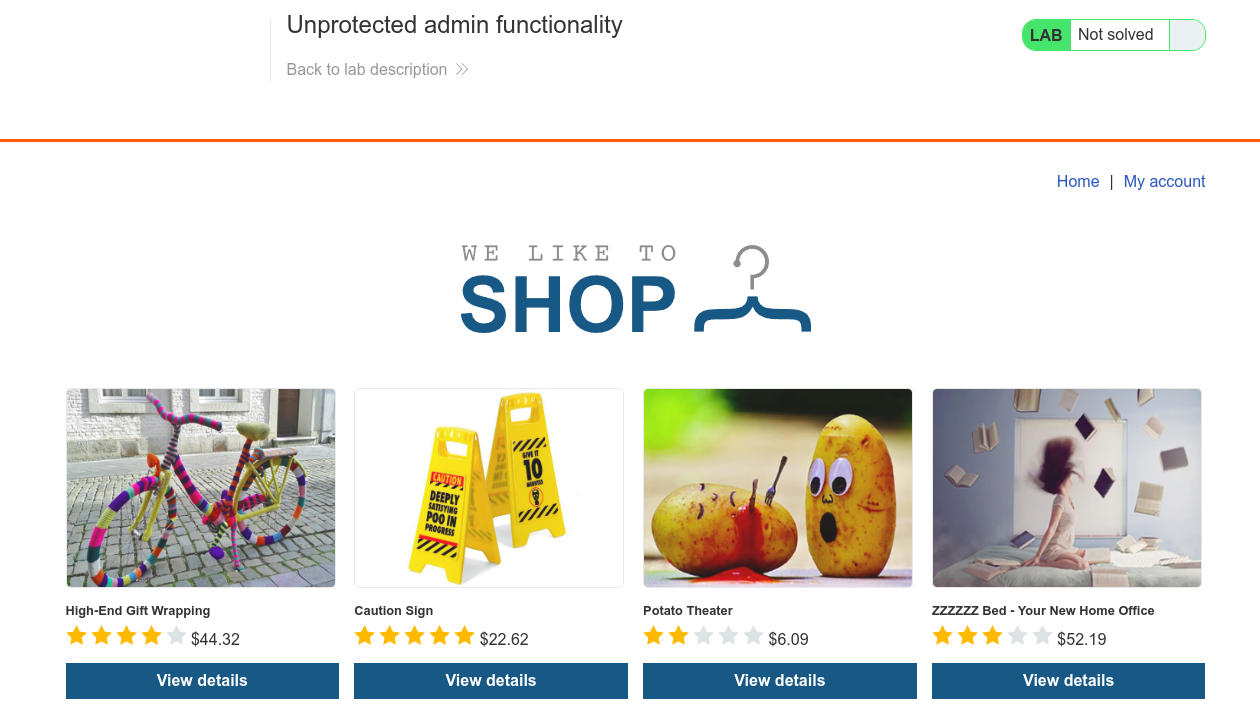 Unprotected admin functionality
LAB Not solved
Back to lab description
Home | My account
WE LIKE TO
SHOP
CAUTION
DEEPLY
SATISFYING
POO IN
PROGRESS
GIVE IT
10
MINUTES
High-End Gift Wrapping
Caution Sign
Potato Theater
ZZZZZZ Bed - Your New Home Office
$44.32
$22.62
$6.09
$52.19
View details
View details
View details
View details